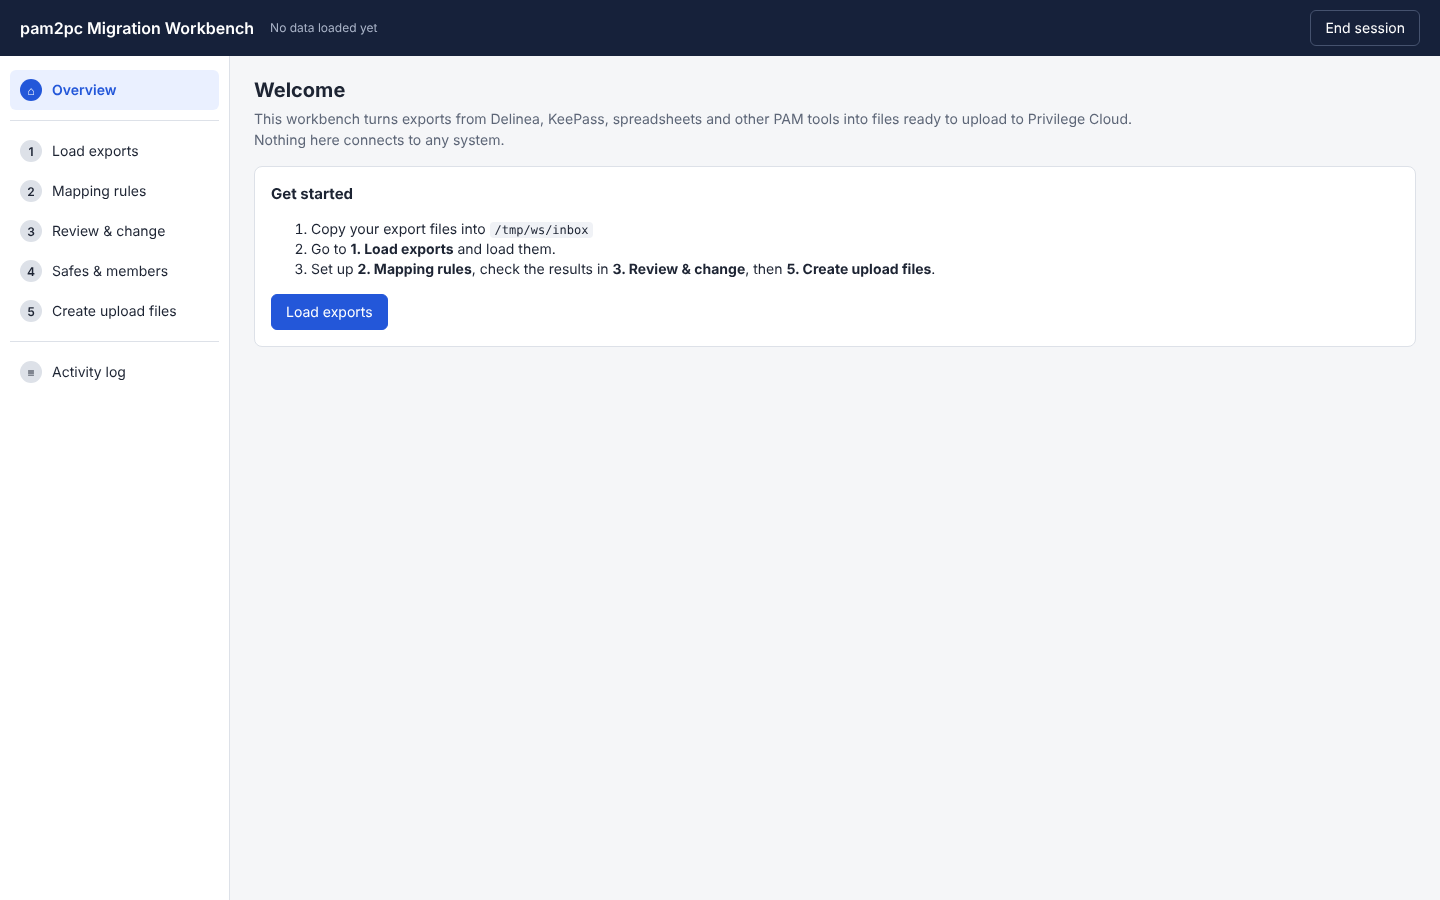 pam2pc Migration Workbench
No data loaded yet
End session
Overview
1 Load exports
2 Mapping rules
3 Review & change
4 Safes & members
5 Create upload files
Activity log
Welcome
This workbench turns exports from Delinea, KeePass, spreadsheets and other PAM tools into files ready to upload to Privilege Cloud.
Nothing here connects to any system.
Get started
1. Copy your export files into /tmp/ws/inbox
2. Go to 1. Load exports and load them.
3. Set up 2. Mapping rules, check the results in 3. Review & change, then 5. Create upload files.
Load exports